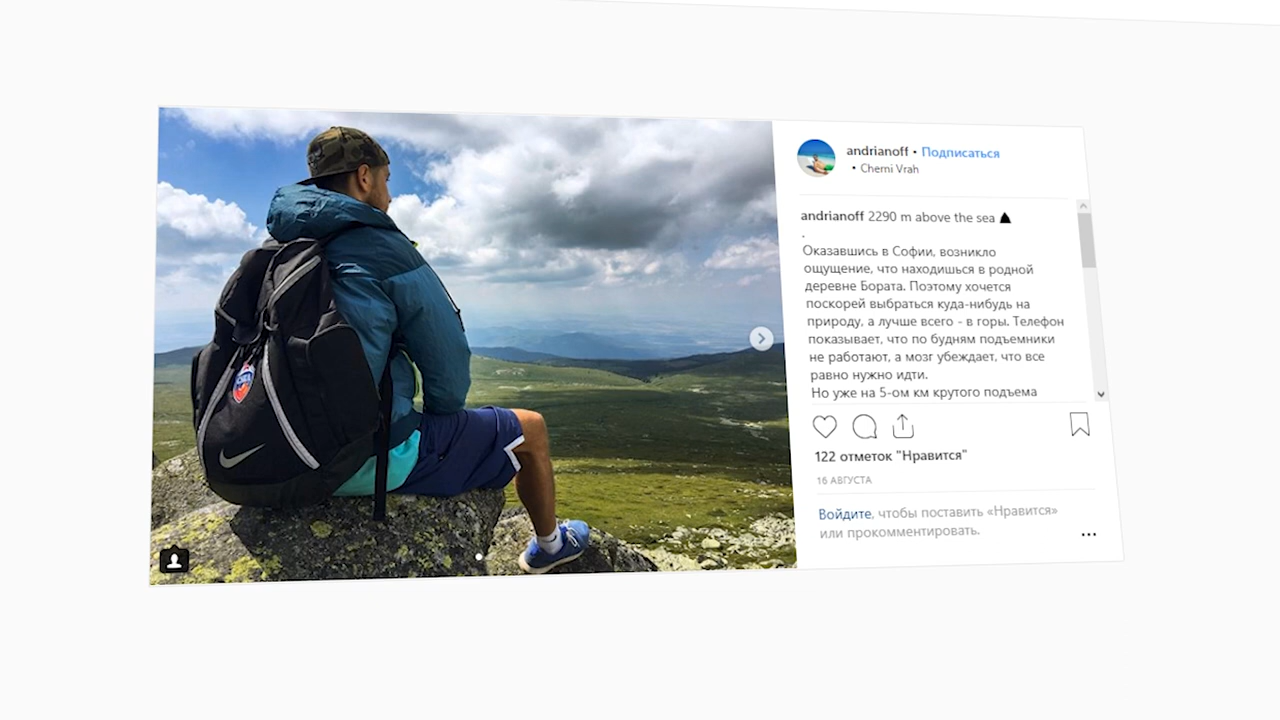 andrianoff • Подписаться
• Cherni Vrah
andrianoff 2290 m above the sea
.
Оказавшись в Софии, возникло
ощущение, что находишься в родной
деревне Бората. Поэтому хочется
поскорей выбраться куда-нибудь на
природу, а лучше всего - в горы. Телефон
показывает, что по будням подъемники
не работают, а мозг убеждает, что все
равно нужно идти.
Но уже на 5-ом км крутого подъема
122 отметок "Нравится"
16 АВГУСТА
Войдите, чтобы поставить «Нравится»
или прокомментировать.